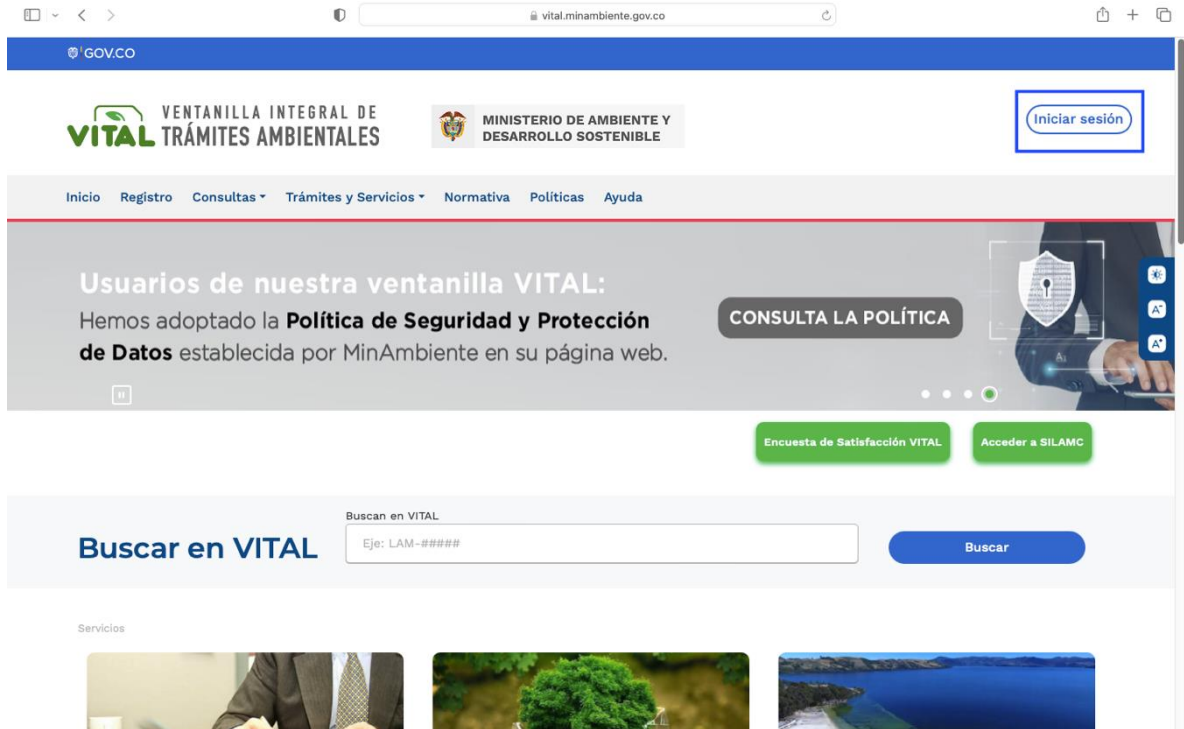 vital.minambiente.gov.co
GOV.CO
VITAL
VENTANILLA INTEGRAL DE
TRÁMITES AMBIENTALES
MINISTERIO DE AMBIENTE Y
DESARROLLO SOSTENIBLE
Iniciar sesión
Inicio Registro Consultas Trámites y Servicios Normativa Políticas Ayuda
Usuarios de nuestra ventanilla VITAL:
Hemos adoptado la Política de Seguridad y Protección
de Datos establecida por MinAmbiente en su página web.
CONSULTA LA POLÍTICA
A-
A+
Encuesta de Satisfacción VITAL Acceder a SILAMC
Buscan en VITAL
Buscar en VITAL Eje: LAM-##### Buscar
Servicios